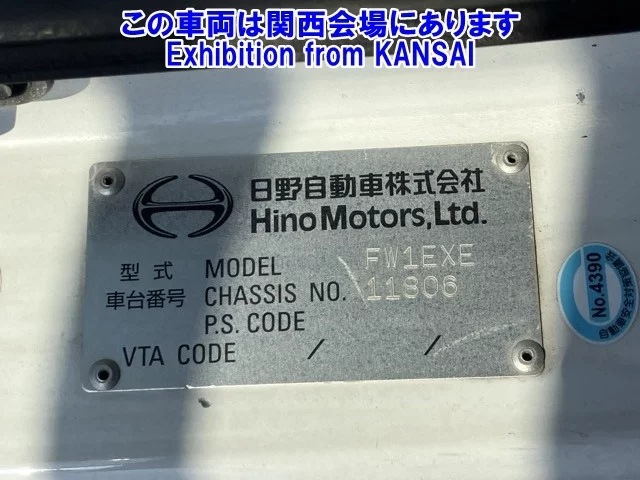 この車両は関西会場にあります
Exhibition from KANSAI
日野自動車株式会社
Hino Motors, Ltd.
型式 MODEL FW1EXE
車台番号 CHASSIS NO. 11806
P.S. CODE
VTA CODE / /
No.4390